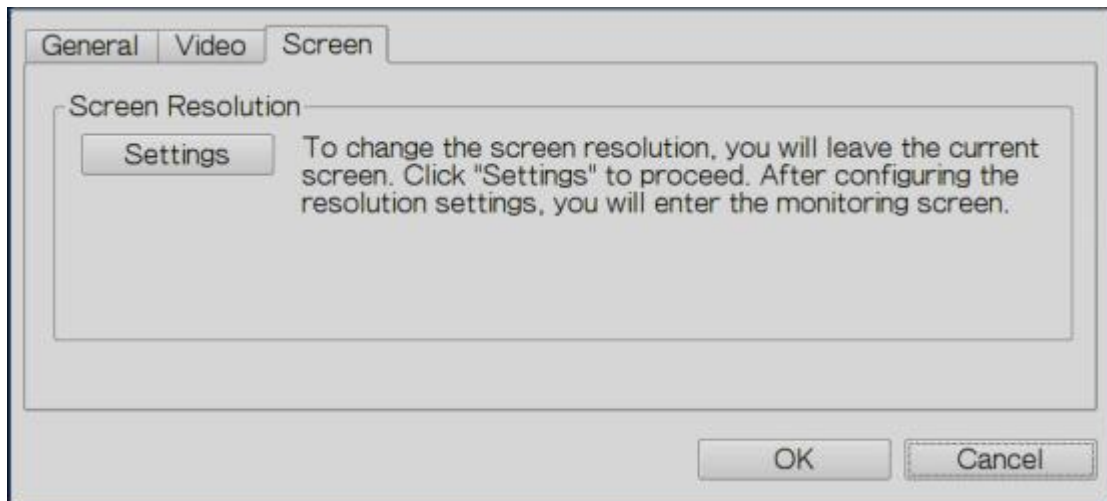 General Video Screen
Screen Resolution
Settings
To change the screen resolution, you will leave the current
screen. Click "Settings" to proceed. After configuring the
resolution settings, you will enter the monitoring screen.
OK Cancel